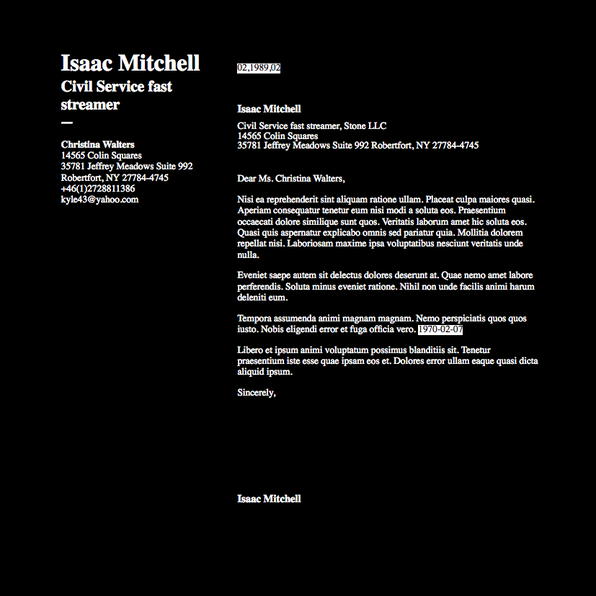 Isaac Mitchell
Civil Service fast
streamer
–
Christina Walters
14565 Colin Squares
35781 Jeffrey Meadows Suite 992
Robertfort, NY 27784-4745
+46(1)2728811386
kyle43@yahoo.com
02,1989,02
Isaac Mitchell
Civil Service fast streamer, Stone LLC
14565 Colin Squares
35781 Jeffrey Meadows Suite 992 Robertfort, NY 27784-4745
Dear Ms. Christina Walters,
Nisi ea reprehenderit sint aliquam ratione ullam. Placeat culpa maiores quasi.
Aperiam consequatur tenetur eum nisi modi a soluta eos. Praesentium
occaecati dolore similique sunt quos. Veritatis laborum amet hic soluta eos.
Quasi quis aspernatur explicabo omnis sed pariatur quia. Mollitia dolorem
repellat nisi. Laboriosam maxime ipsa voluptatibus nesciunt veritatis unde
nulla.
Eveniet saepe autem sit delectus dolores deserunt at. Quae nemo amet labore
perferendis. Soluta minus eveniet ratione. Nihil non unde facilis animi harum
deleniti eum.
Tempora assumenda animi magnam magnam. Nemo perspiciatis quos quos
iusto. Nobis eligendi error et fuga officia vero. 1970-02-07
Libero et ipsum animi voluptatum possimus blanditiis sit. Tenetur
praesentium iste esse quae ipsam eos et. Dolores error ullam eaque quasi dicta
aliquid ipsum.
Sincerely,
Isaac Mitchell